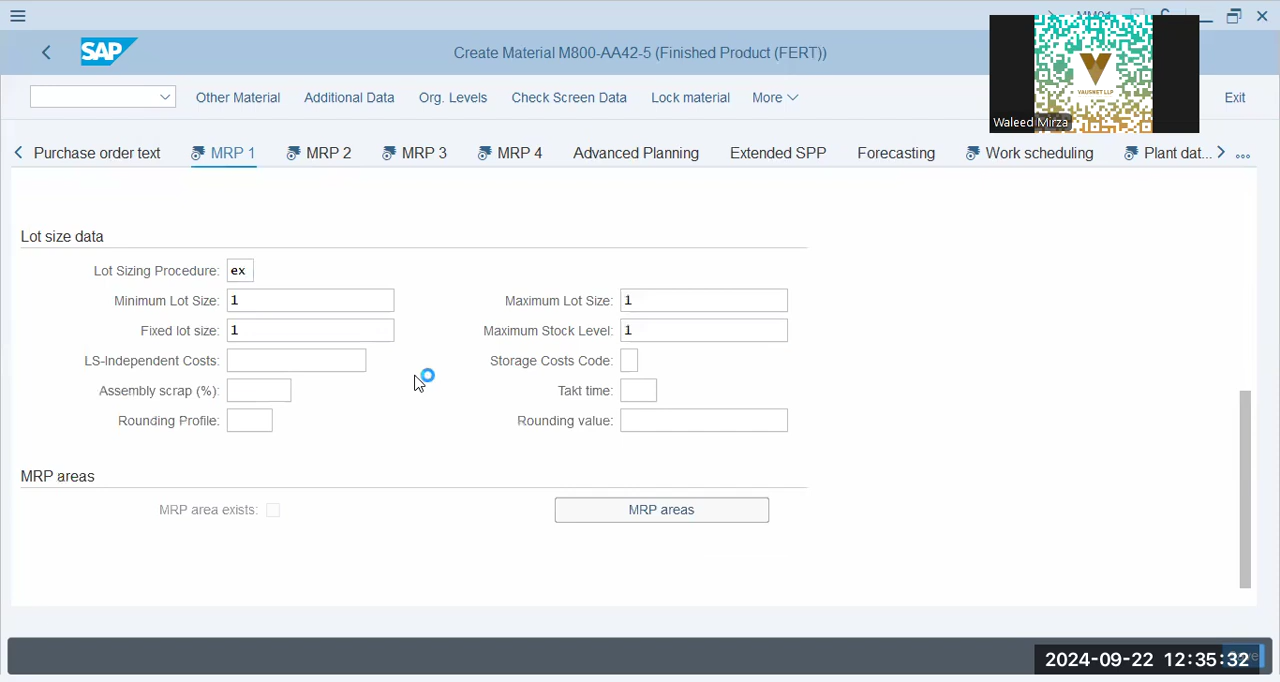 SAP
Create Material M800-AA42-5 (Finished Product (FERT))
VAUSNET LLP
Waleed Mirza
Other Material Additional Data Org. Levels Check Screen Data Lock material More Exit
Purchase order text MRP 1 MRP 2 MRP 3 MRP 4 Advanced Planning Extended SPP Forecasting Work scheduling Plant dat...
Lot size data
Lot Sizing Procedure: ex
Minimum Lot Size: 1 Maximum Lot Size: 1
Fixed lot size: 1 Maximum Stock Level: 1
LS-Independent Costs: Storage Costs Code:
Assembly scrap (%): Takt time:
Rounding Profile: Rounding value:
MRP areas
MRP area exists: MRP areas
2024-09-22 12:35:32